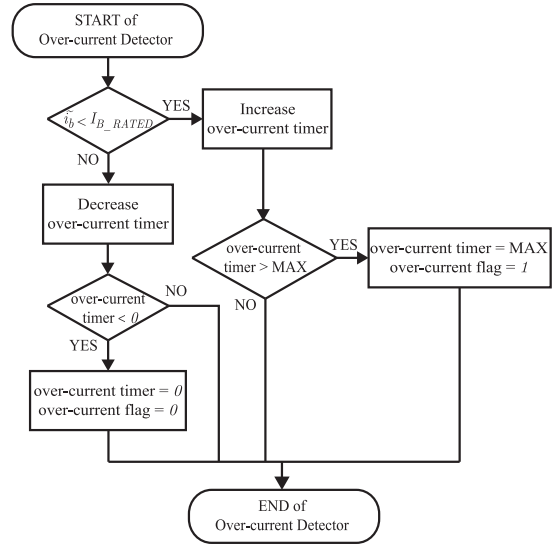 START of
Over-current Detector
ĩ_b < I_B_RATED
YES
NO
Increase
over-current timer
Decrease
over-current timer
over-current
timer > MAX
YES
NO
over-current timer = MAX
over-current flag = 1
over-current
timer < 0
NO
YES
over-current timer = 0
over-current flag = 0
END of
Over-current Detector